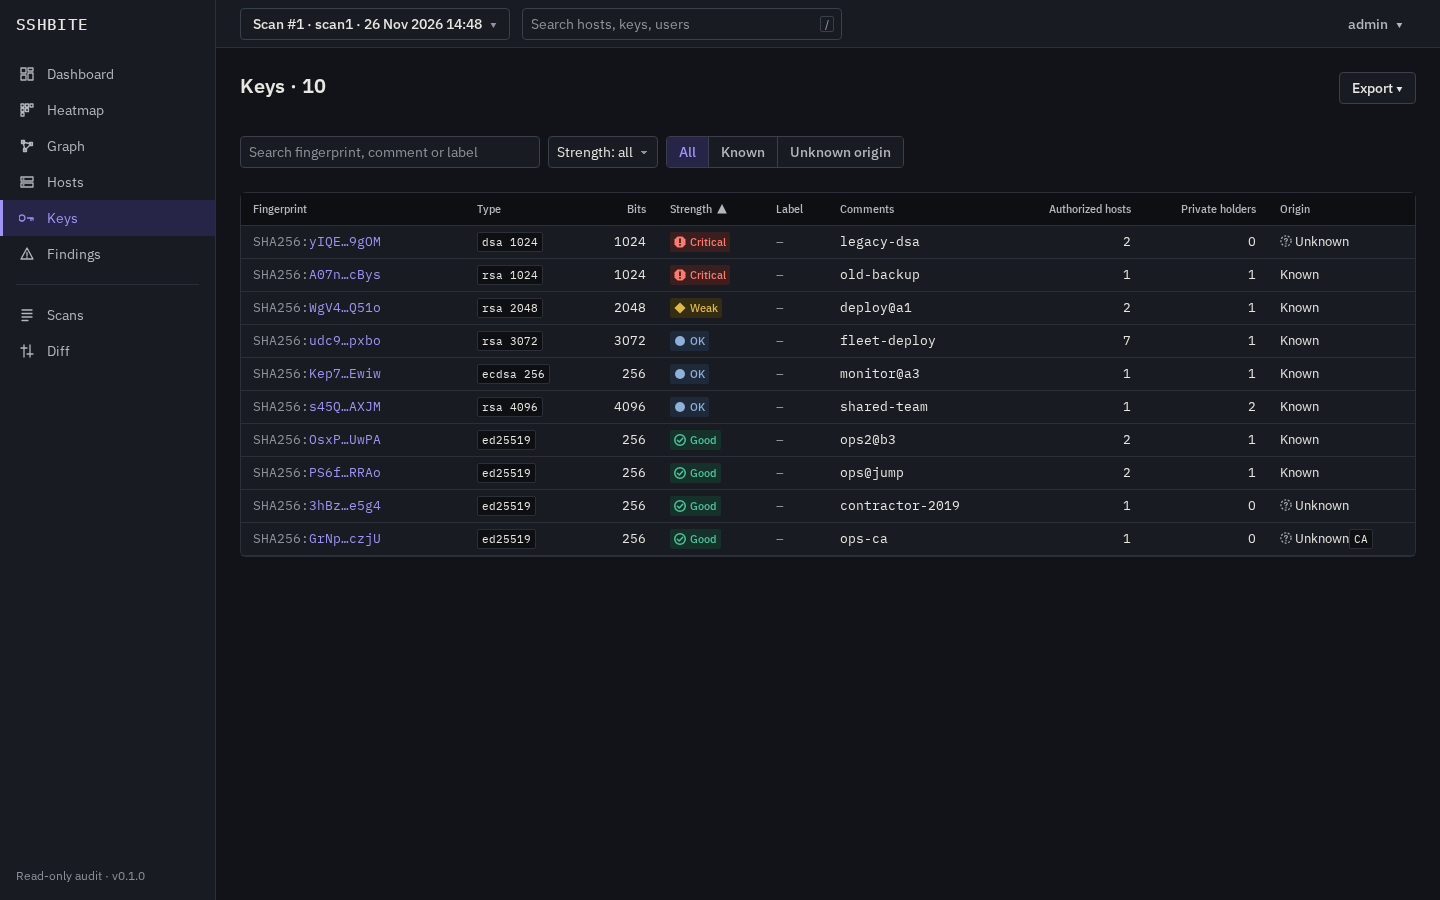 SSHBITE
Scan #1 · scan1 · 26 Nov 2026 14:48 ▾
Search hosts, keys, users /
admin ▾
Dashboard
Heatmap
Graph
Hosts
Keys
Findings
Scans
Diff
Read-only audit · v0.1.0
Keys · 10
Export ▾
Search fingerprint, comment or label
Strength: all
All Known Unknown origin
Fingerprint Type Bits Strength ▲ Label Comments Authorized hosts Private holders Origin
SHA256:yIQE…9gOM dsa 1024 1024 Critical – legacy-dsa 2 0 Unknown
SHA256:A07n…cBys rsa 1024 1024 Critical – old-backup 1 1 Known
SHA256:WgV4…Q51o rsa 2048 2048 Weak – deploy@a1 2 1 Known
SHA256:udc9…pxbo rsa 3072 3072 OK – fleet-deploy 7 1 Known
SHA256:Kep7…Ewiw ecdsa 256 256 OK – monitor@a3 1 1 Known
SHA256:s45Q…AXJM rsa 4096 4096 OK – shared-team 1 2 Known
SHA256:OsxP…UwPA ed25519 256 Good – ops2@b3 2 1 Known
SHA256:PS6f…RRAo ed25519 256 Good – ops@jump 2 1 Known
SHA256:3hBz…e5g4 ed25519 256 Good – contractor-2019 1 0 Unknown
SHA256:GrNp…czjU ed25519 256 Good – ops-ca 1 0 Unknown CA